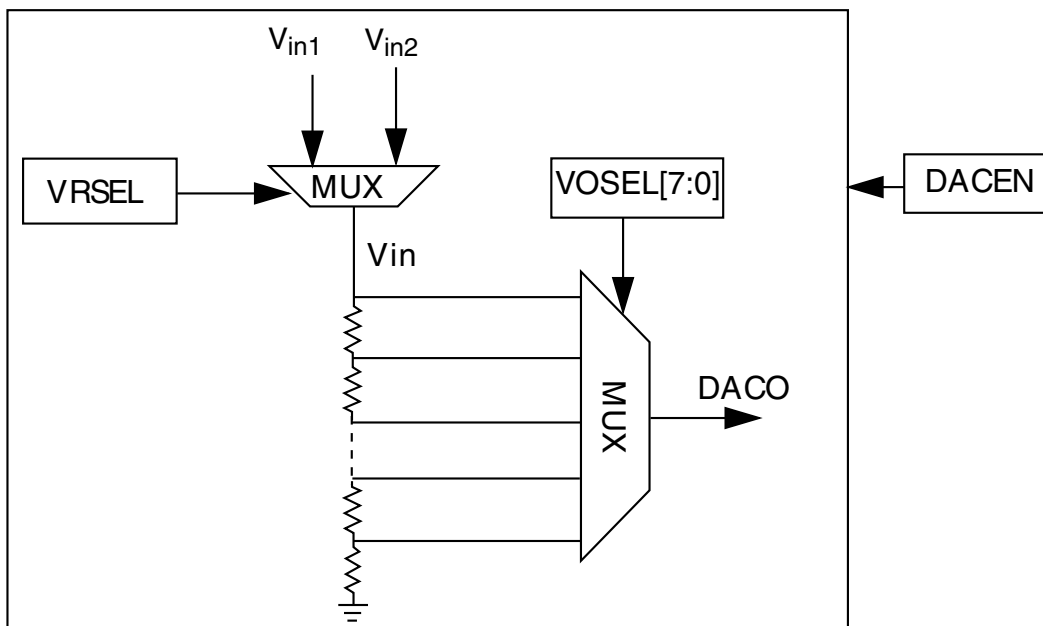 Vin1
Vin2
VRSEL
MUX
VOSEL[7:0]
DACEN
Vin
MUX
DACO